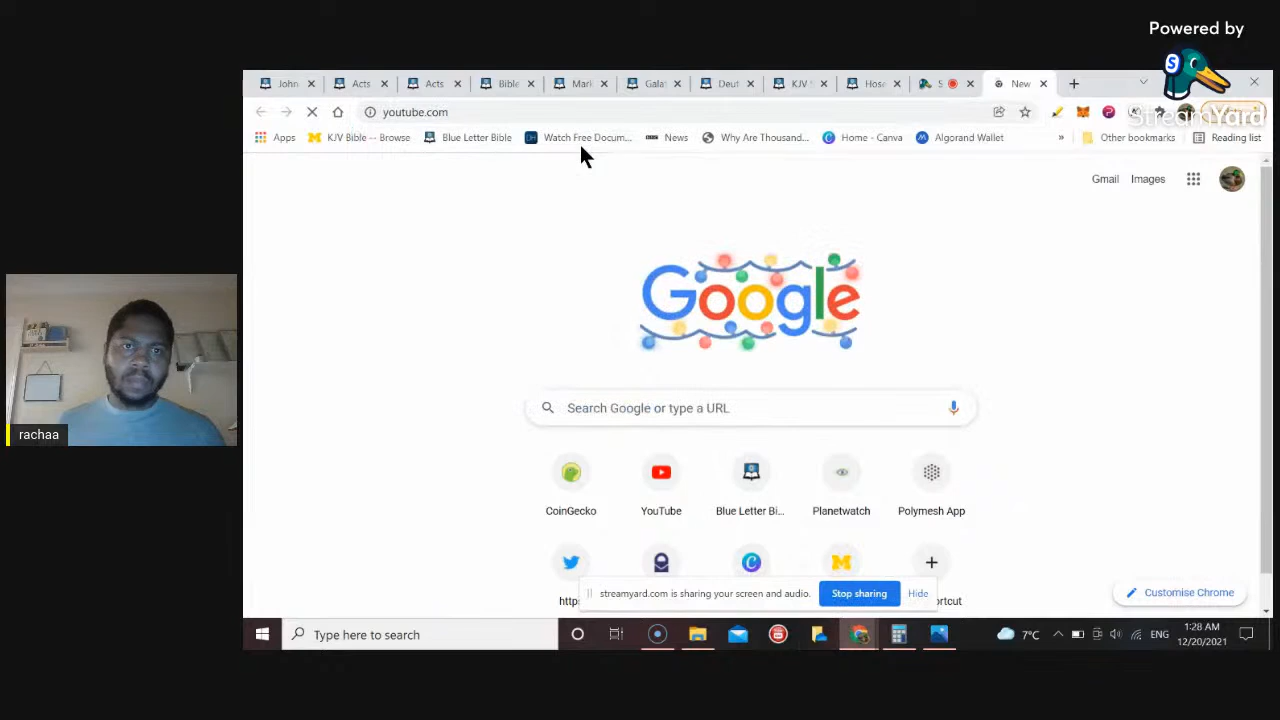 Powered by
StreamYard
John
Acts
Acts
Bible
Mark
Gala
Deut
KJV
Hose
S
New
youtube.com
Apps
KJV Bible -- Browse
Blue Letter Bible
Watch Free Docum...
News
Why Are Thousand...
Home - Canva
Algorand Wallet
»
Other bookmarks
Reading list
Gmail
Images
Google
Search Google or type a URL
CoinGecko
YouTube
Blue Letter Bi...
Planetwatch
Polymesh App
http
streamyard.com is sharing your screen and audio.
Stop sharing
Hide
ortcut
Customise Chrome
rachaa
Type here to search
7°C
ENG
1:28 AM
12/20/2021